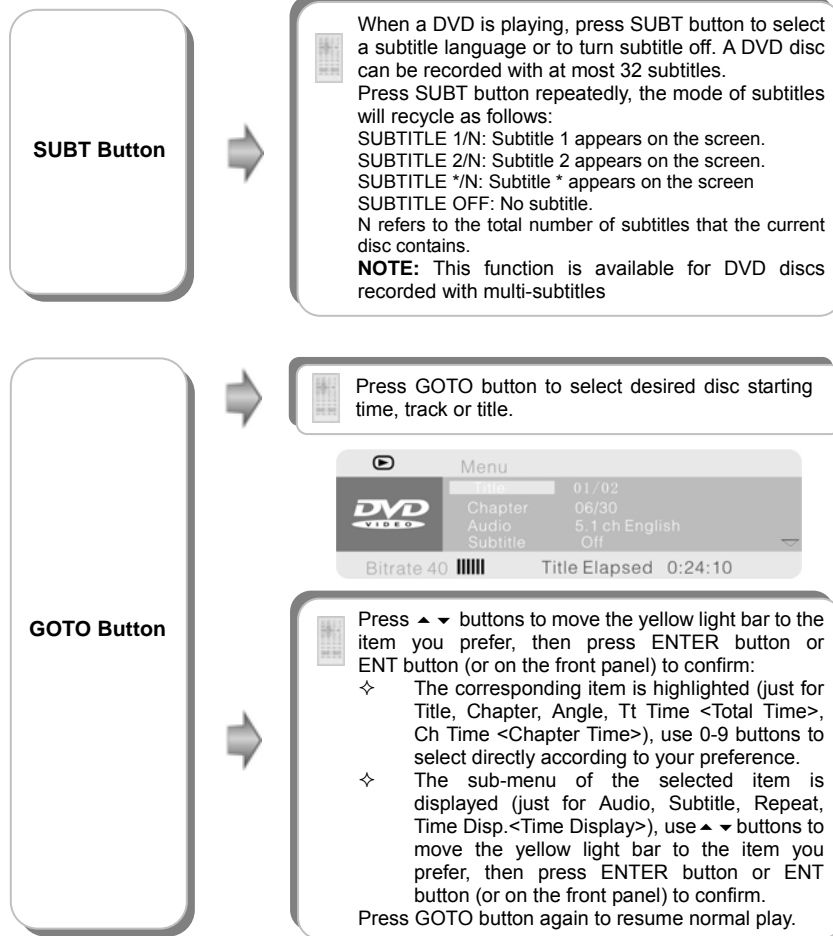 SUBT Button
When a DVD is playing, press SUBT button to select
a subtitle language or to turn subtitle off. A DVD disc
can be recorded with at most 32 subtitles.
Press SUBT button repeatedly, the mode of subtitles
will recycle as follows:
SUBTITLE 1/N: Subtitle 1 appears on the screen.
SUBTITLE 2/N: Subtitle 2 appears on the screen.
SUBTITLE */N: Subtitle * appears on the screen
SUBTITLE OFF: No subtitle.
N refers to the total number of subtitles that the current
disc contains.
NOTE: This function is available for DVD discs
recorded with multi-subtitles
GOTO Button
Press GOTO button to select desired disc starting
time, track or title.
Menu
Title 01/02
DVD
VIDEO
Chapter 06/30
Audio 5.1 ch English
Subtitle Off
Bitrate 40 Title Elapsed 0:24:10
Press ▲ ▼ buttons to move the yellow light bar to the
item you prefer, then press ENTER button or
ENT button (or on the front panel) to confirm:
✧ The corresponding item is highlighted (just for
Title, Chapter, Angle, Tt Time <Total Time>,
Ch Time <Chapter Time>), use 0-9 buttons to
select directly according to your preference.
✧ The sub-menu of the selected item is
displayed (just for Audio, Subtitle, Repeat,
Time Disp.<Time Display>), use ▲ ▼ buttons to
move the yellow light bar to the item you
prefer, then press ENTER button or ENT
button (or on the front panel) to confirm.
Press GOTO button again to resume normal play.